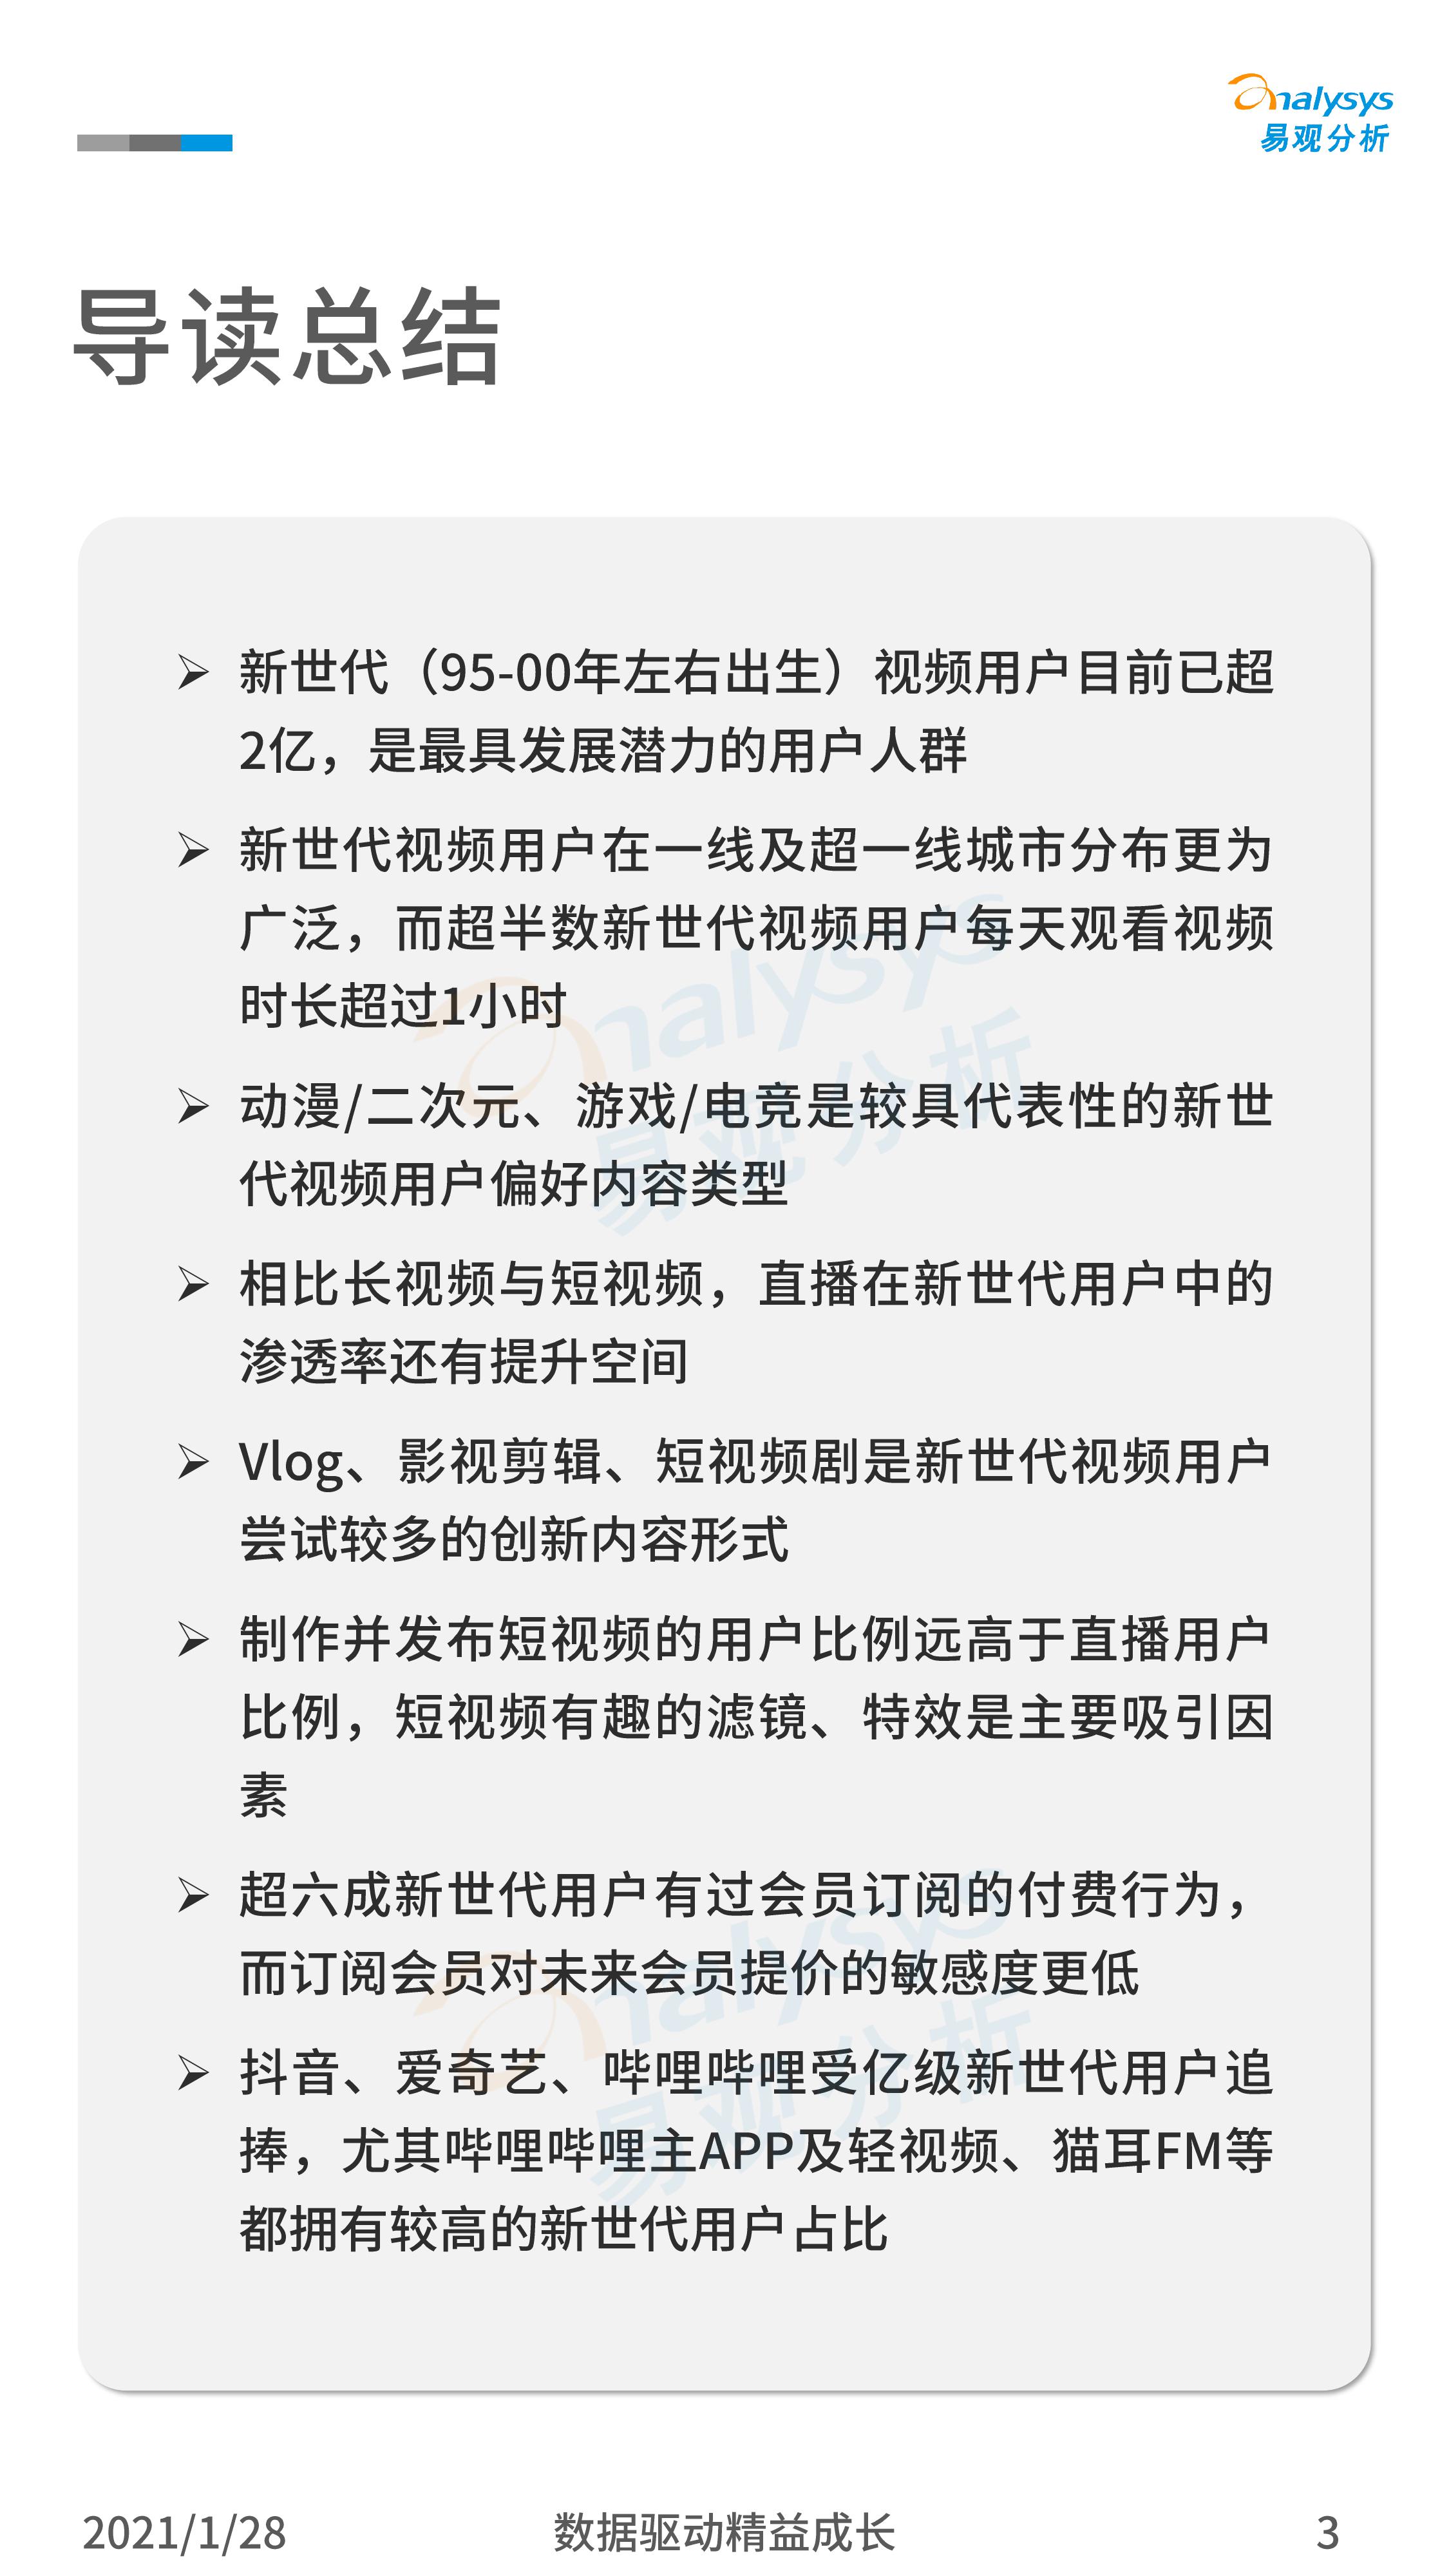 analysys
易观分析
导读总结
➢ 新世代（95-00年左右出生）视频用户目前已超
2亿，是最具发展潜力的用户人群
➢ 新世代视频用户在一线及超一线城市分布更为
广泛，而超半数新世代视频用户每天观看视频
时长超过1小时
➢ 动漫/二次元、游戏/电竞是较具代表性的新世
代视频用户偏好内容类型
➢ 相比长视频与短视频，直播在新世代用户中的
渗透率还有提升空间
➢ Vlog、影视剪辑、短视频剧是新世代视频用户
尝试较多的创新内容形式
➢ 制作并发布短视频的用户比例远高于直播用户
比例，短视频有趣的滤镜、特效是主要吸引因
素
➢ 超六成新世代用户有过会员订阅的付费行为，
而订阅会员对未来会员提价的敏感度更低
➢ 抖音、爱奇艺、哔哩哔哩受亿级新世代用户追
捧，尤其哔哩哔哩主APP及轻视频、猫耳FM等
都拥有较高的新世代用户占比
analysys
易观分析
analysys
易观分析
2021/1/28 数据驱动精益成长 3